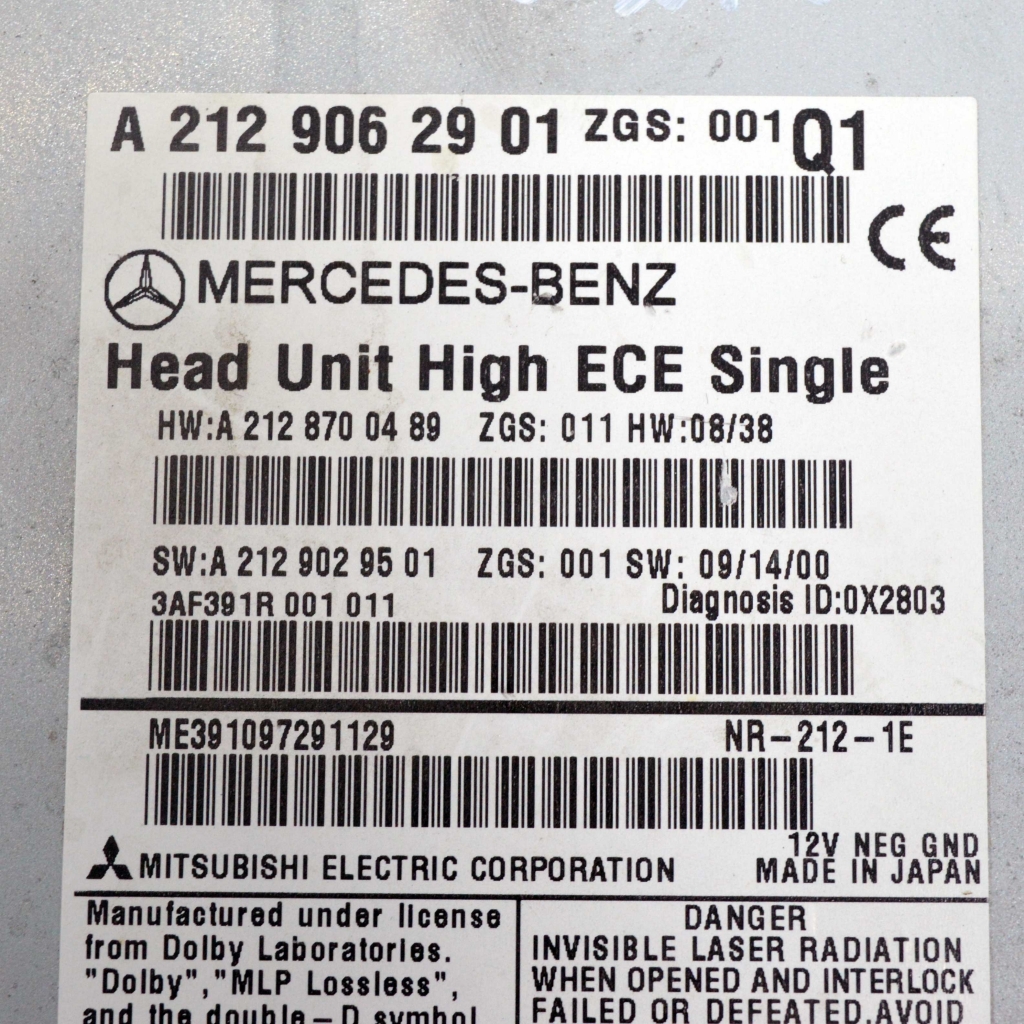 A 212 906 29 01 ZGS: 001 Q1
CE
MERCEDES-BENZ
Head Unit High ECE Single
HW:A 212 870 04 89 ZGS: 011 HW:08/38
SW:A 212 902 95 01 ZGS: 001 SW: 09/14/00
3AF391R 001 011 Diagnosis ID:0X2803
ME391097291129 NR-212-1E
12V NEG GND
MITSUBISHI ELECTRIC CORPORATION MADE IN JAPAN
Manufactured under license
from Dolby Laboratories.
"Dolby","MLP Lossless",
and the double-D symbol
DANGER
INVISIBLE LASER RADIATION
WHEN OPENED AND INTERLOCK
FAILED OR DEFEATED.AVOID